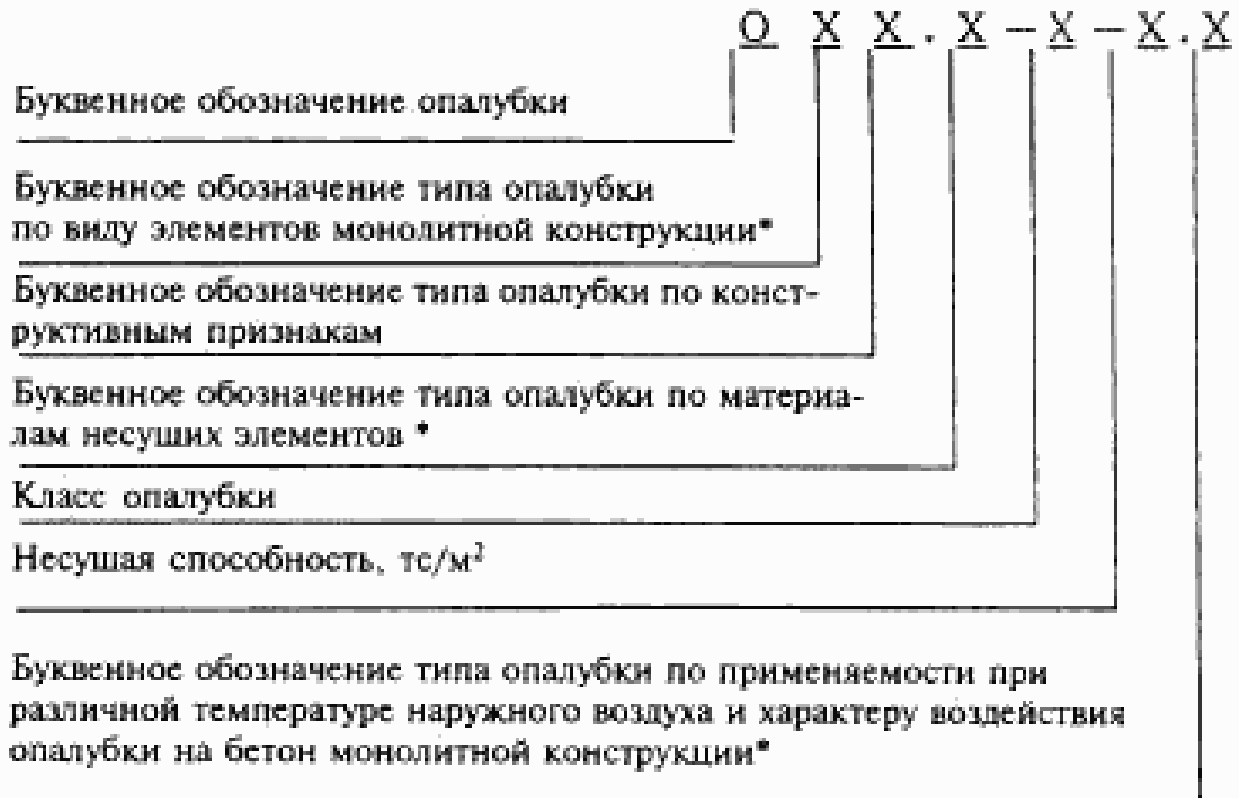 О Х Х . Х – Х – Х . Х
Буквенное обозначение опалубки
Буквенное обозначение типа опалубки
по виду элементов монолитной конструкции*
Буквенное обозначение типа опалубки по конст-
руктивным признакам
Буквенное обозначение типа опалубки по материа-
лам несущих элементов *
Класс опалубки
Несущая способность, тс/м²
Буквенное обозначение типа опалубки по применяемости при
различной температуре наружного воздуха и характеру воздействия
опалубки на бетон монолитной конструкции*